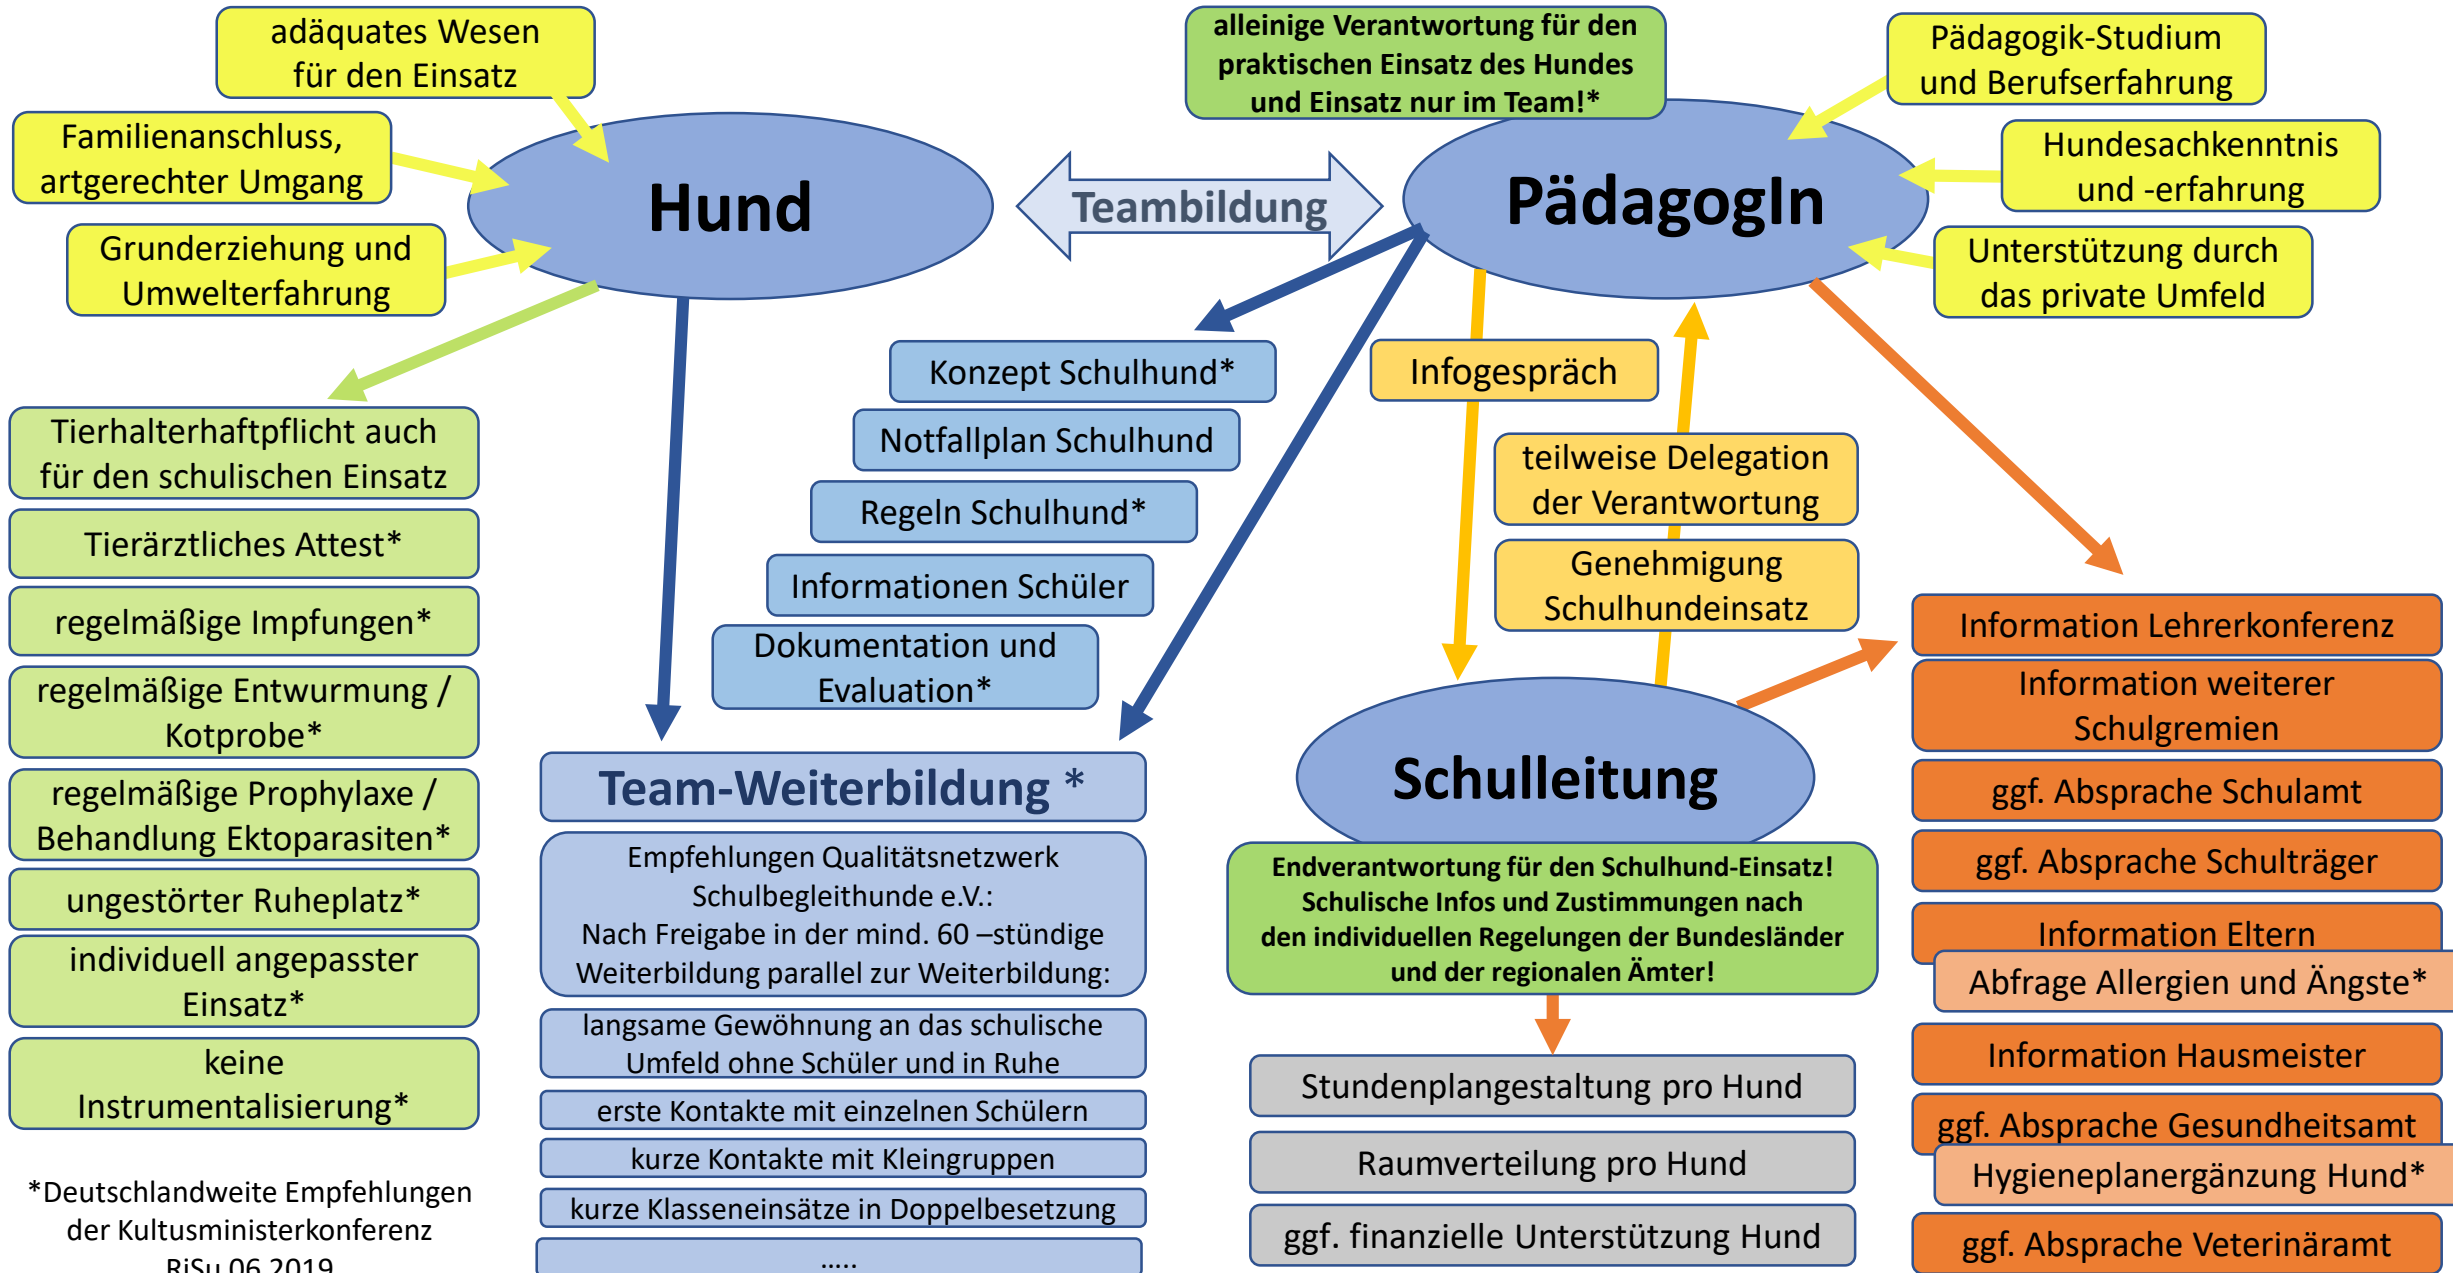 adäquates Wesen
für den Einsatz
Familienanschluss,
artgerechter Umgang
Grunderziehung und
Umwelterfahrung
Hund
Teambildung
alleinige Verantwortung für den
praktischen Einsatz des Hundes
und Einsatz nur im Team!*
PädagogIn
Pädagogik-Studium
und Berufserfahrung
Hundesachkenntnis
und -erfahrung
Unterstützung durch
das private Umfeld
Tierhalterhaftpflicht auch
für den schulischen Einsatz
Tierärztliches Attest*
regelmäßige Impfungen*
regelmäßige Entwurmung /
Kotprobe*
regelmäßige Prophylaxe /
Behandlung Ektoparasiten*
ungestörter Ruheplatz*
individuell angepasster
Einsatz*
keine
Instrumentalisierung*
*Deutschlandweite Empfehlungen
der Kultusministerkonferenz
RiSu 06.2019
Konzept Schulhund*
Notfallplan Schulhund
Regeln Schulhund*
Informationen Schüler
Dokumentation und
Evaluation*
Team-Weiterbildung *
Empfehlungen Qualitätsnetzwerk
Schulbegleithunde e.V.:
Nach Freigabe in der mind. 60 –stündige
Weiterbildung parallel zur Weiterbildung:
langsame Gewöhnung an das schulische
Umfeld ohne Schüler und in Ruhe
erste Kontakte mit einzelnen Schülern
kurze Kontakte mit Kleingruppen
kurze Klasseneinsätze in Doppelbesetzung
.....
Infogespräch
teilweise Delegation
der Verantwortung
Genehmigung
Schulhundeinsatz
Schulleitung
Endverantwortung für den Schulhund-Einsatz!
Schulische Infos und Zustimmungen nach
den individuellen Regelungen der Bundesländer
und der regionalen Ämter!
Stundenplangestaltung pro Hund
Raumverteilung pro Hund
ggf. finanzielle Unterstützung Hund
Information Lehrerkonferenz
Information weiterer
Schulgremien
ggf. Absprache Schulamt
ggf. Absprache Schulträger
Information Eltern
Abfrage Allergien und Ängste*
Information Hausmeister
ggf. Absprache Gesundheitsamt
Hygieneplanergänzung Hund*
ggf. Absprache Veterinäramt